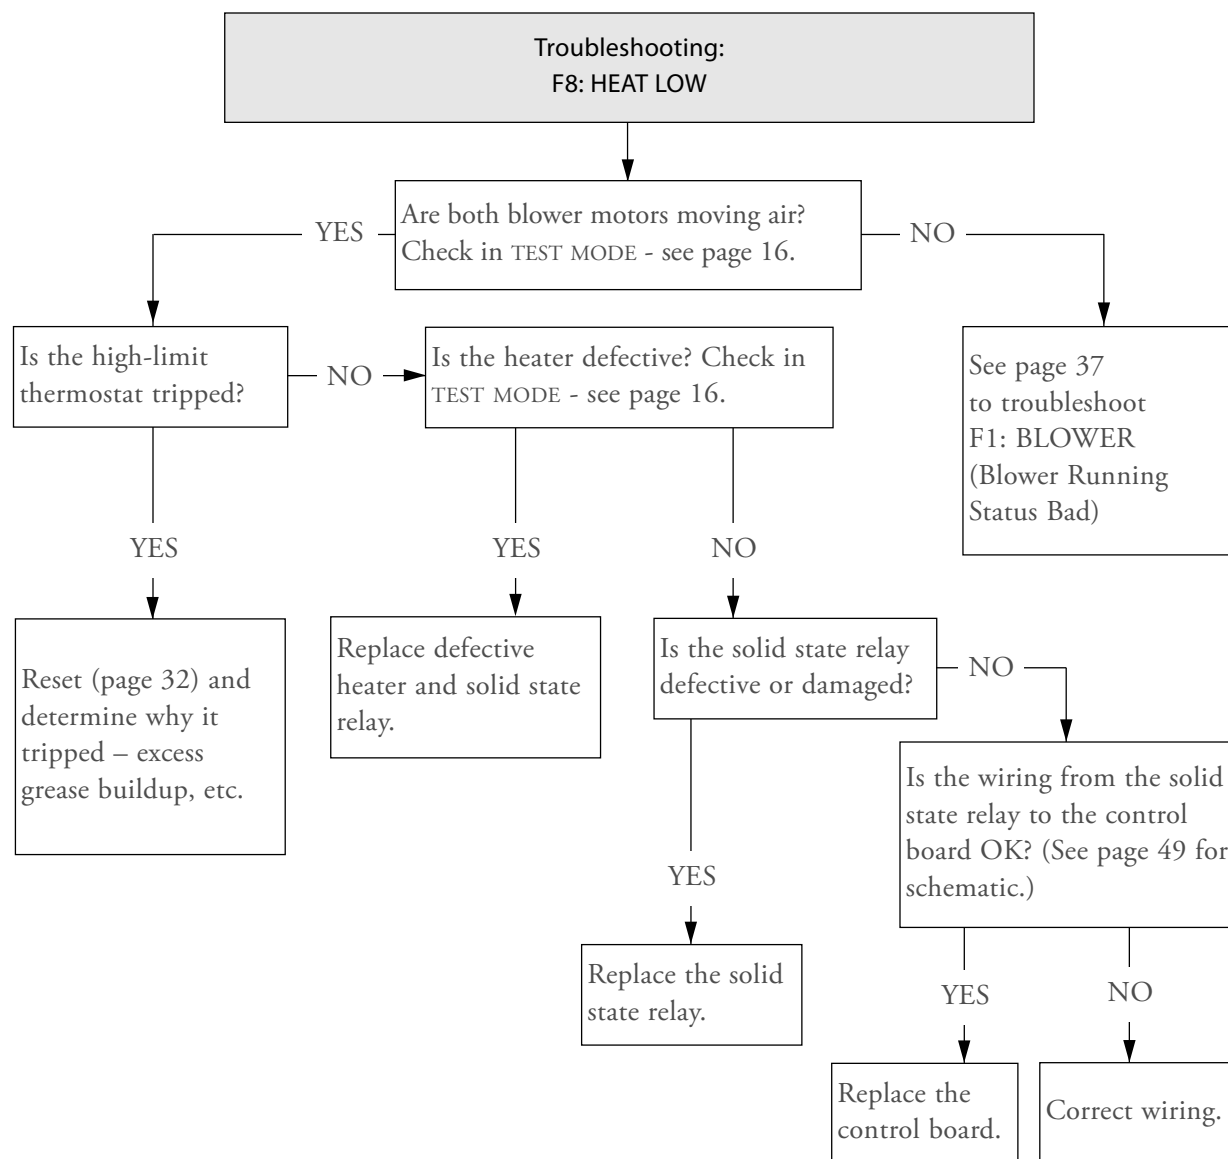 Troubleshooting:
F8: HEAT LOW
Are both blower motors moving air?
Check in TEST MODE - see page 16.
YES
NO
Is the high-limit
thermostat tripped?
NO
Is the heater defective? Check in
TEST MODE - see page 16.
See page 37
to troubleshoot
F1: BLOWER
(Blower Running
Status Bad)
YES
YES
NO
Reset (page 32) and
determine why it
tripped – excess
grease buildup, etc.
Replace defective
heater and solid state
relay.
Is the solid state relay
defective or damaged?
NO
Is the wiring from the solid
state relay to the control
board OK? (See page 49 for
schematic.)
YES
Replace the solid
state relay.
YES
NO
Replace the
control board.
Correct wiring.